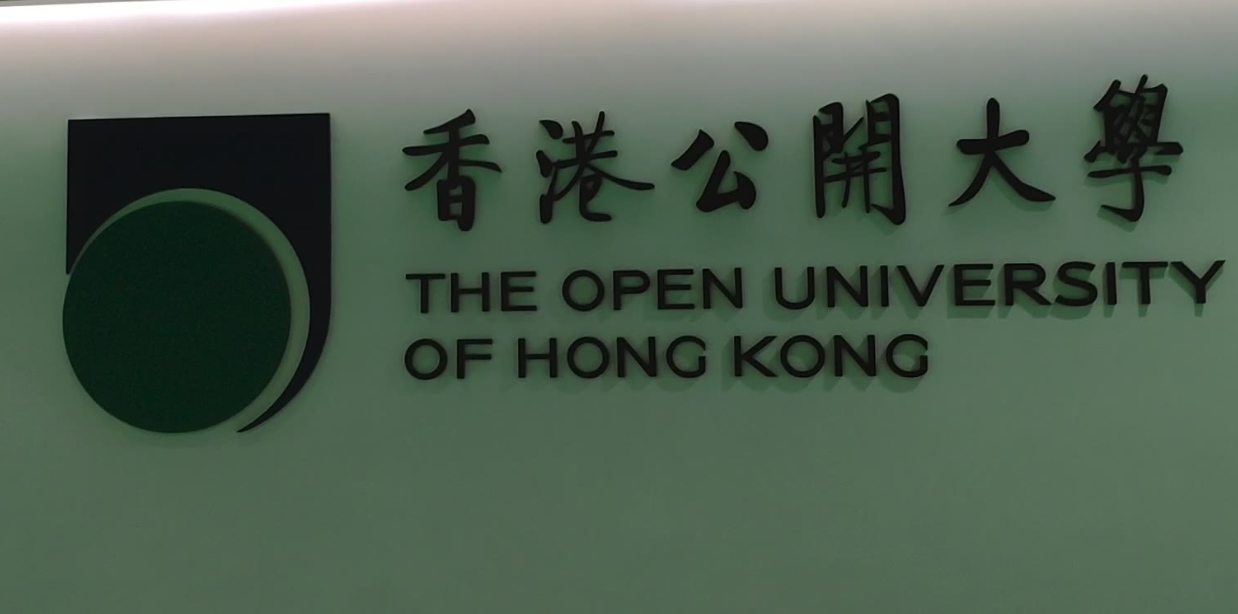 香港公開大學
THE OPEN UNIVERSITY
OF HONG KONG